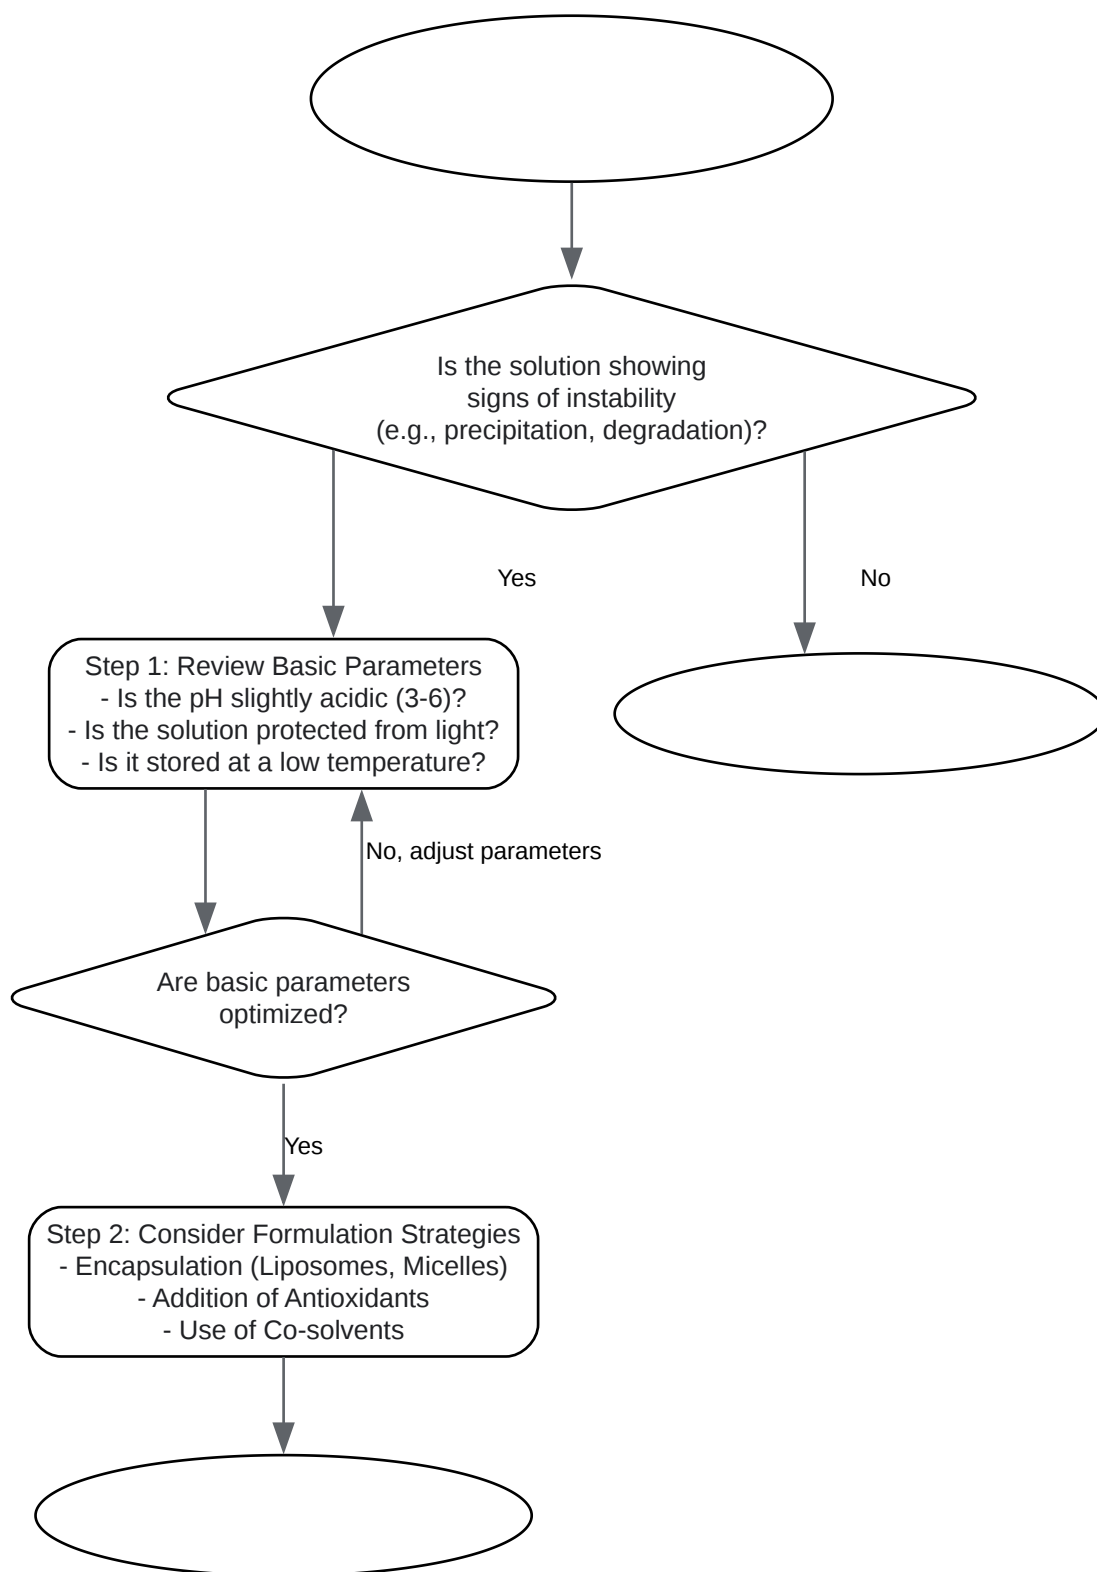 Is the solution showing
signs of instability
(e.g., precipitation, degradation)?
Yes
No
Step 1: Review Basic Parameters
- Is the pH slightly acidic (3-6)?
- Is the solution protected from light?
- Is it stored at a low temperature?
No, adjust parameters
Are basic parameters
optimized?
Yes
Step 2: Consider Formulation Strategies
- Encapsulation (Liposomes, Micelles)
- Addition of Antioxidants
- Use of Co-solvents